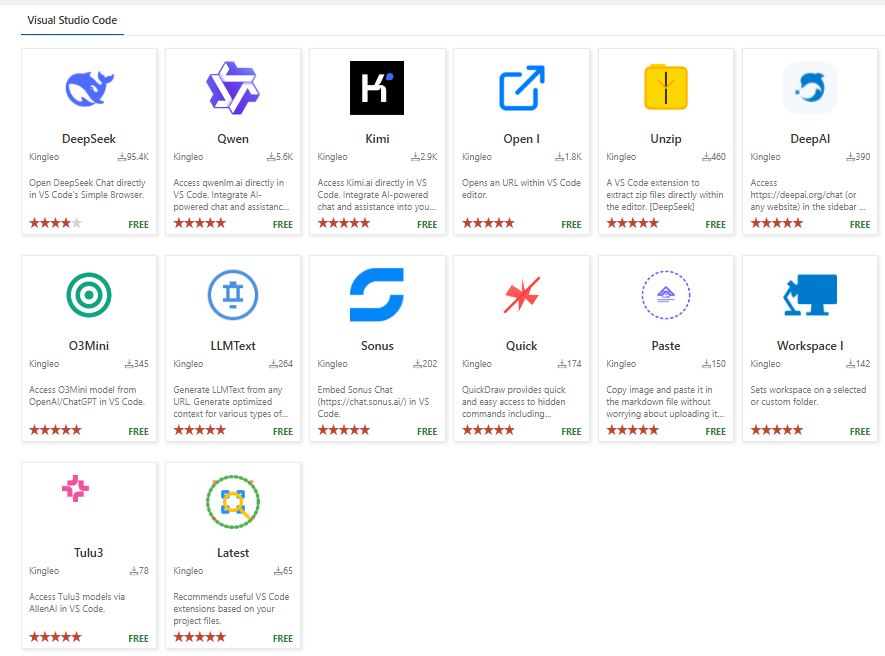 Visual Studio Code
DeepSeek
Kingleo 95.4K
Open DeepSeek Chat directly
in VS Code's Simple Browser.
FREE
Qwen
Kingleo 5.6K
Access qwenlm.ai directly in
VS Code. Integrate AI-
powered chat and assistanc...
FREE
Kimi
Kingleo 2.9K
Access Kimi.ai directly in VS
Code. Integrate AI-powered
chat and assistance into you...
FREE
Open I
Kingleo 1.8K
Opens an URL within VS Code
editor.
FREE
Unzip
Kingleo 460
A VS Code extension to
extract zip files directly within
the editor. [DeepSeek]
FREE
DeepAI
Kingleo 390
Access
https://deepai.org/chat (or
any website) in the sidebar ...
FREE
O3Mini
Kingleo 345
Access O3Mini model from
OpenAI/ChatGPT in VS Code.
FREE
LLMText
Kingleo 264
Generate LLMText from any
URL. Generate optimized
context for various types of...
FREE
Sonus
Kingleo 202
Embed Sonus Chat
(https://chat.sonus.ai/) in VS
Code.
FREE
Quick
Kingleo 174
QuickDraw provides quick
and easy access to hidden
commands including...
FREE
Paste
Kingleo 150
Copy image and paste it in
the markdown file without
worrying about uploading it...
FREE
Workspace I
Kingleo 142
Sets workspace on a selected
or custom folder.
FREE
Tulu3
Kingleo 78
Access Tulu3 models via
AllenAI in VS Code.
FREE
Latest
Kingleo 65
Recommends useful VS Code
extensions based on your
project files.
FREE